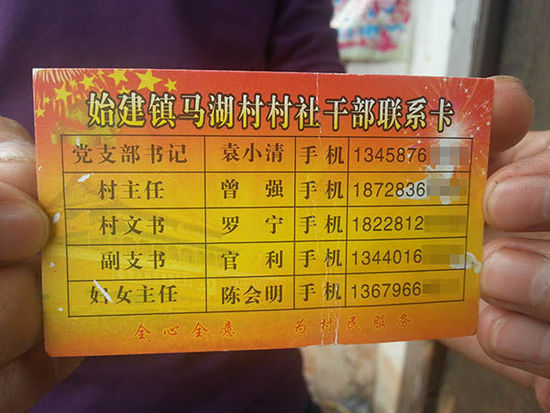 始建镇马湖村村社干部联系卡
党支部书记 袁小清 手机 1345876
村主任 曾强 手机 1872836
村文书 罗宁 手机 1822812
副支书 官利 手机 1344016
妇女主任 陈会明 手机 1367966
全心全意 为村民服务